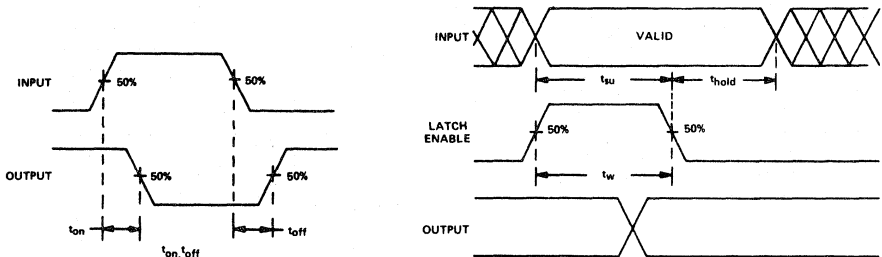 INPUT
50%
50%
OUTPUT
50%
50%
ton
toff
ton,toff
INPUT
VALID
tsu
thold
LATCH
ENABLE
50%
50%
tw
OUTPUT